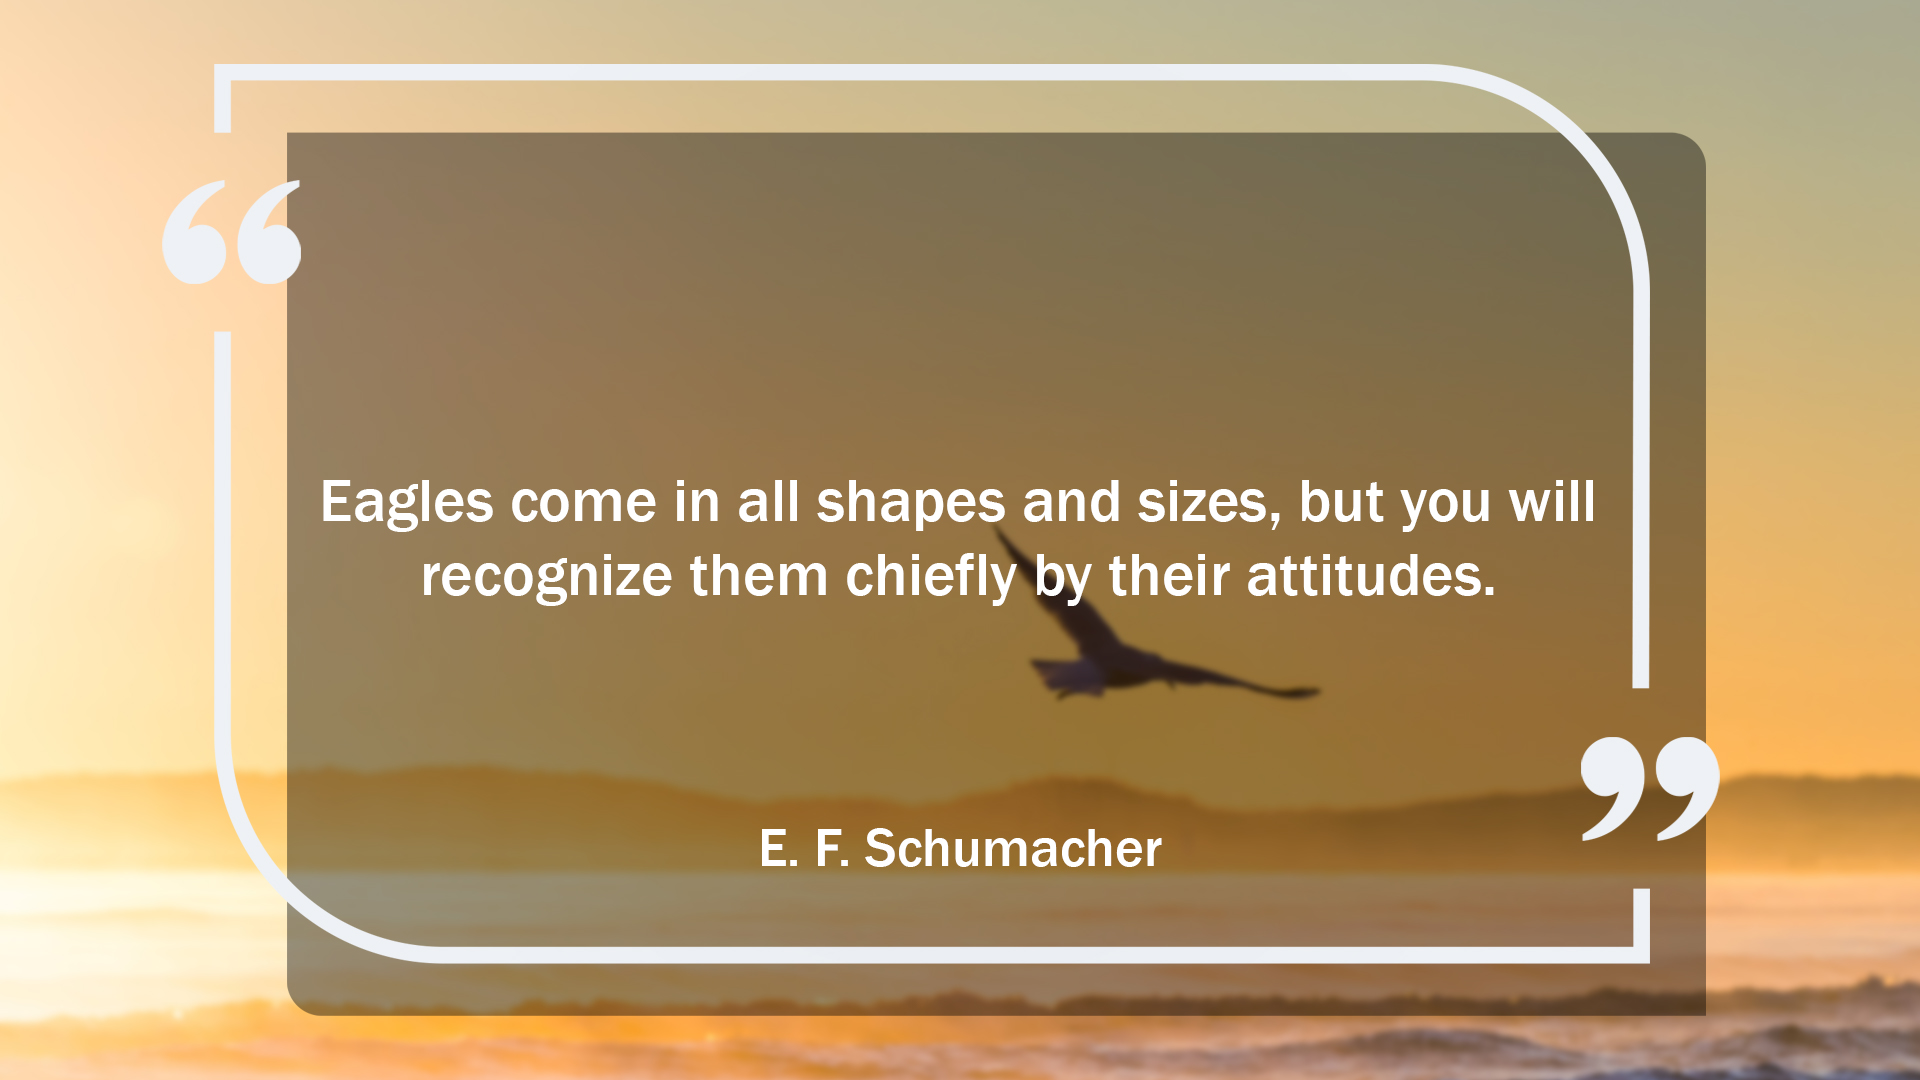 “
Eagles come in all shapes and sizes, but you will
recognize them chiefly by their attitudes.
”
E. F. Schumacher